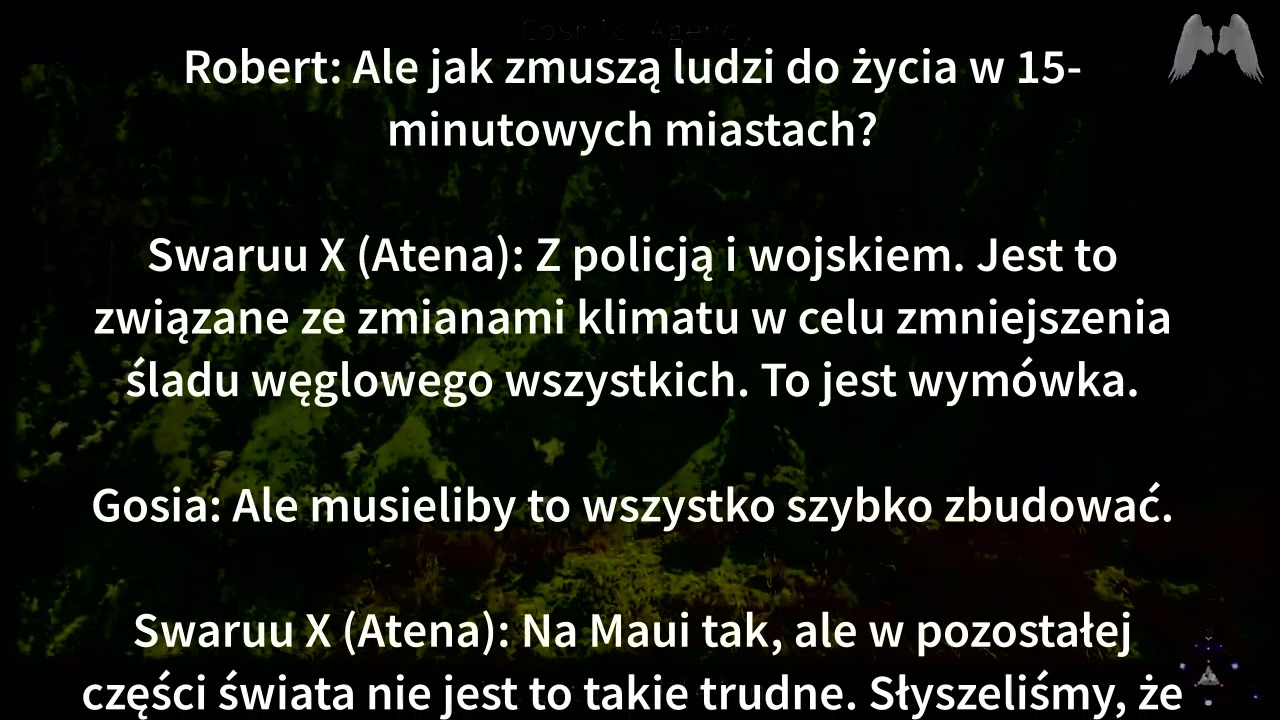 Cosmic Agency
Robert: Ale jak zmuszą ludzi do życia w 15-
minutowych miastach?
Swaruu X (Atena): Z policją i wojskiem. Jest to
związane ze zmianami klimatu w celu zmniejszenia
śladu węglowego wszystkich. To jest wymówka.
Gosia: Ale musieliby to wszystko szybko zbudować.
Swaruu X (Atena): Na Maui tak, ale w pozostałej
części świata nie jest to takie trudne. Słyszeliśmy, że